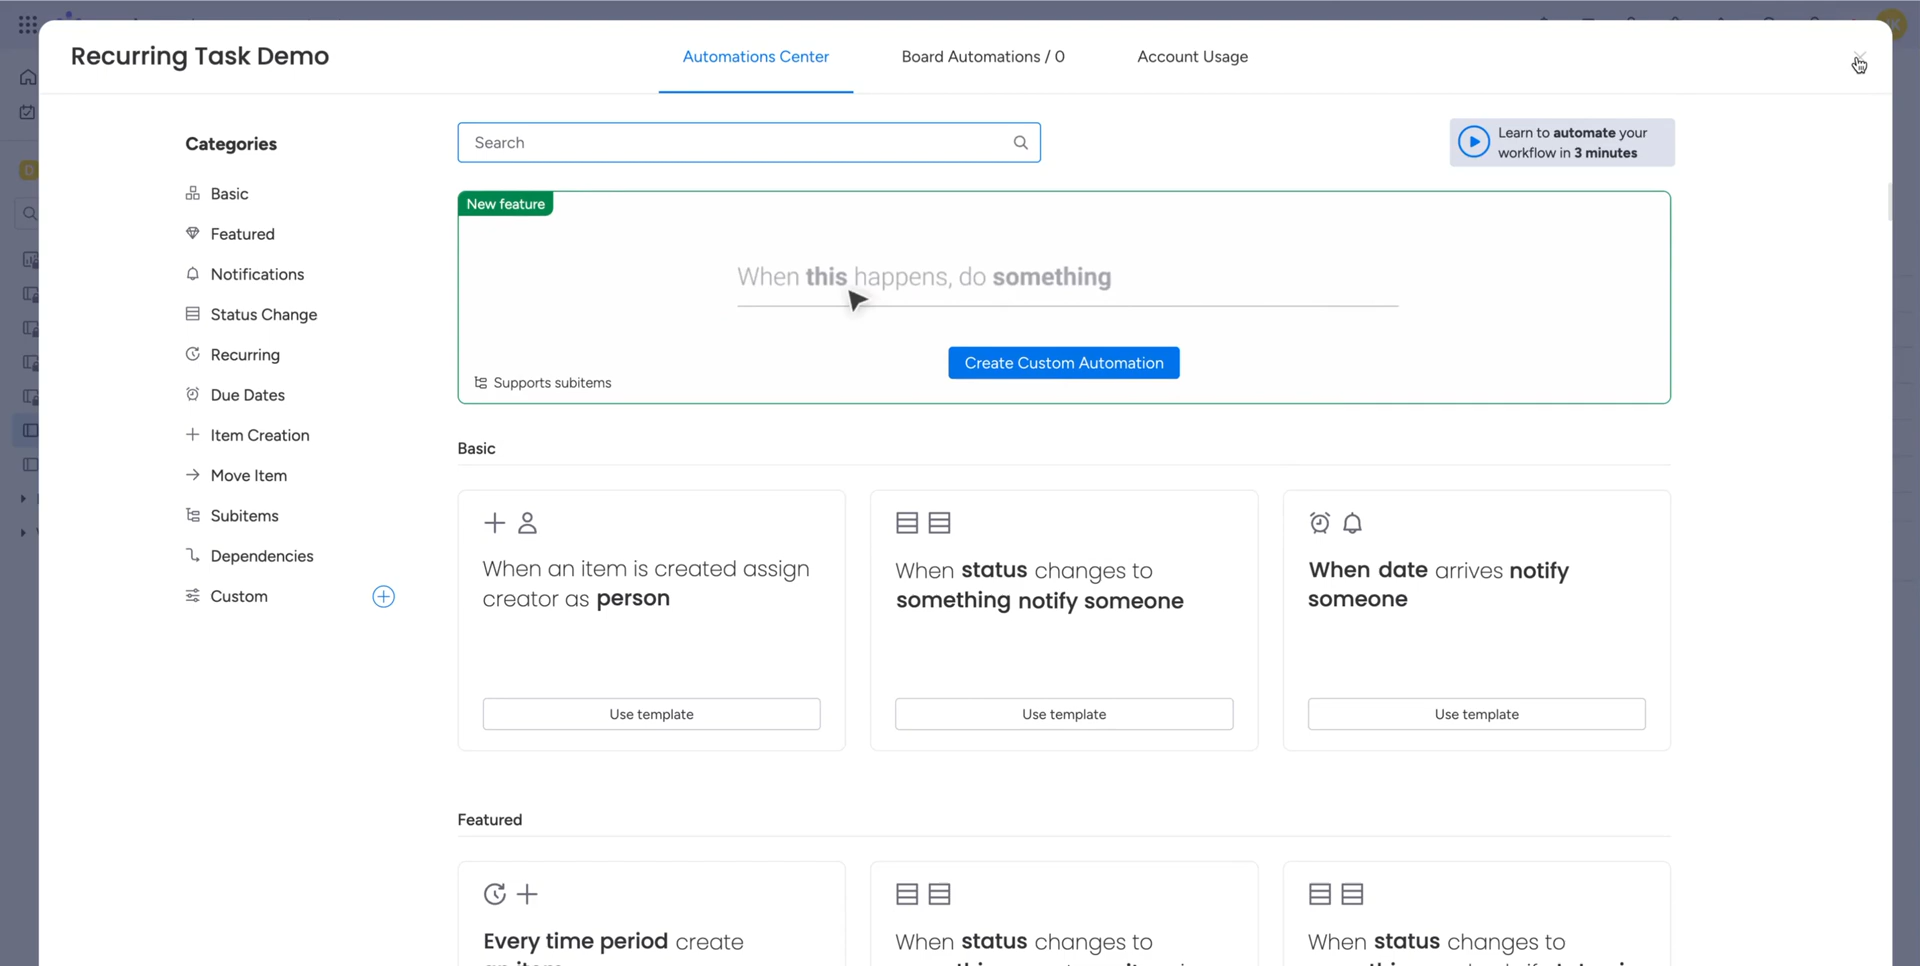 Recurring Task Demo
Automations Center
Board Automations / 0
Account Usage
Categories
Basic
Featured
Notifications
Status Change
Recurring
Due Dates
Item Creation
Move Item
Subitems
Dependencies
Custom
Search
Learn to automate your
workflow in 3 minutes
New feature
When this happens, do something
Create Custom Automation
Supports subitems
Basic
When an item is created assign
creator as person
Use template
When status changes to
something notify someone
Use template
When date arrives notify
someone
Use template
Featured
Every time period create
When status changes to
When status changes to